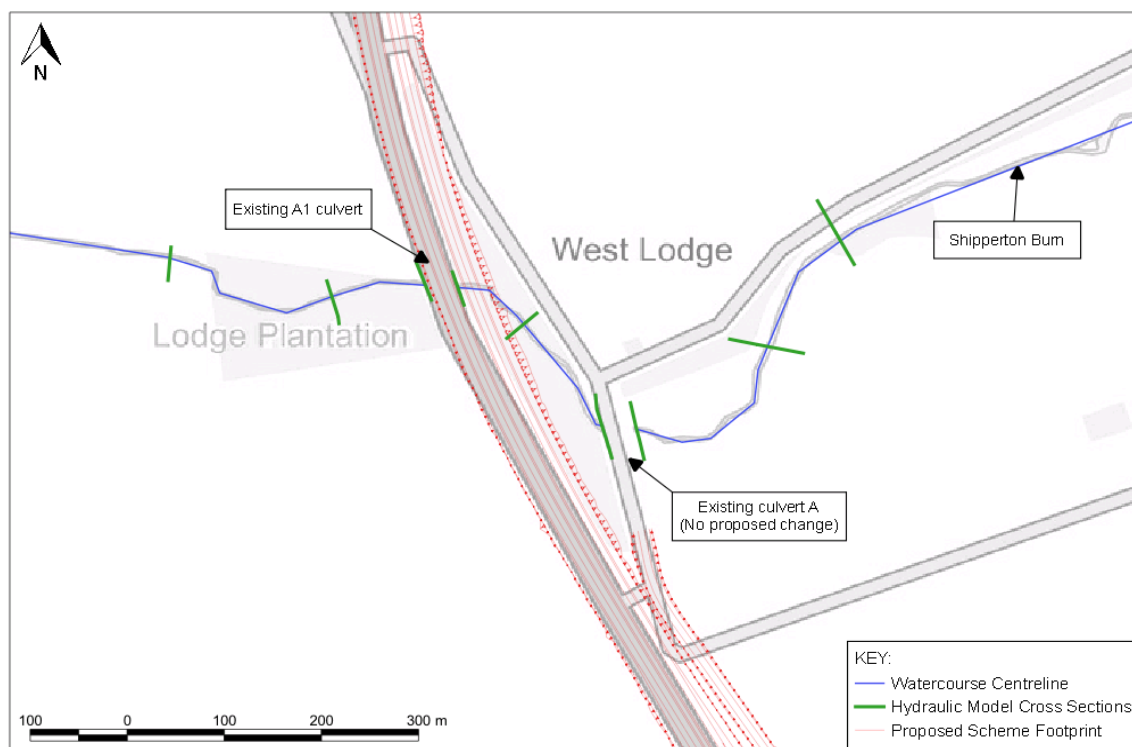 N
Existing A1 culvert
West Lodge
Shipperton Burn
Lodge Plantation
Existing culvert A
(No proposed change)
KEY:
Watercourse Centreline
Hydraulic Model Cross Sections
Proposed Scheme Footprint
100 0 100 200 300 m